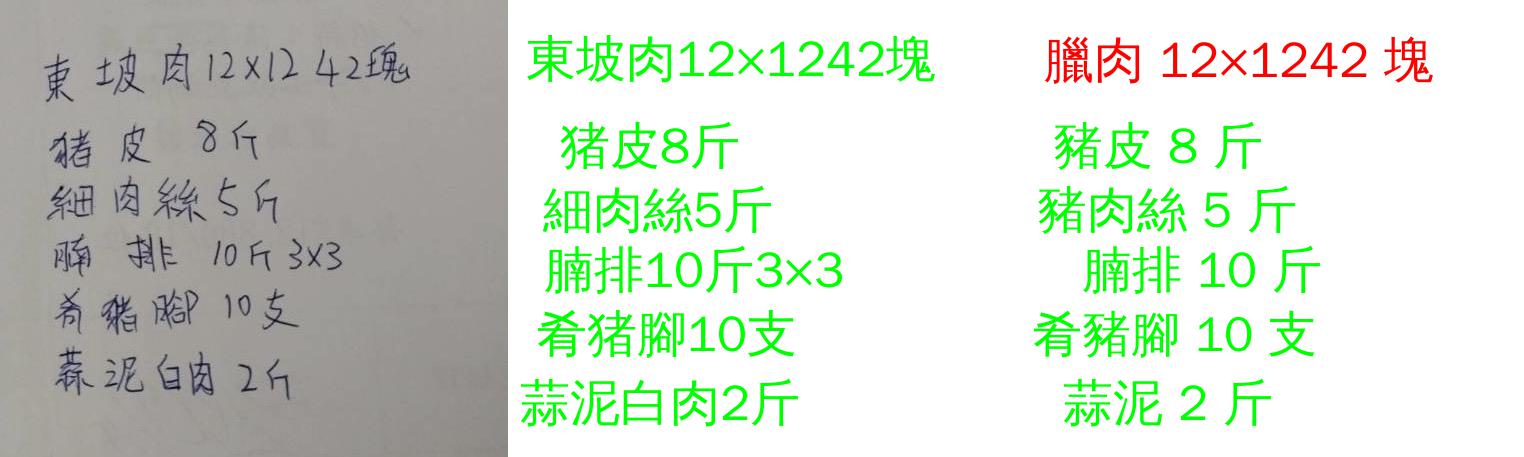 東坡肉12×12 42塊
猪皮 8斤
細肉絲5斤
腩排 10斤 3×3
肴豬腳 10支
蒜泥白肉 2斤
東坡肉12×1242塊
猪皮8斤
細肉絲5斤
腩排10斤3×3
肴猪腳10支
蒜泥白肉2斤
臘肉 12×1242 塊
豬皮 8 斤
豬肉絲 5 斤
腩排 10 斤
肴豬腳 10 支
蒜泥 2 斤